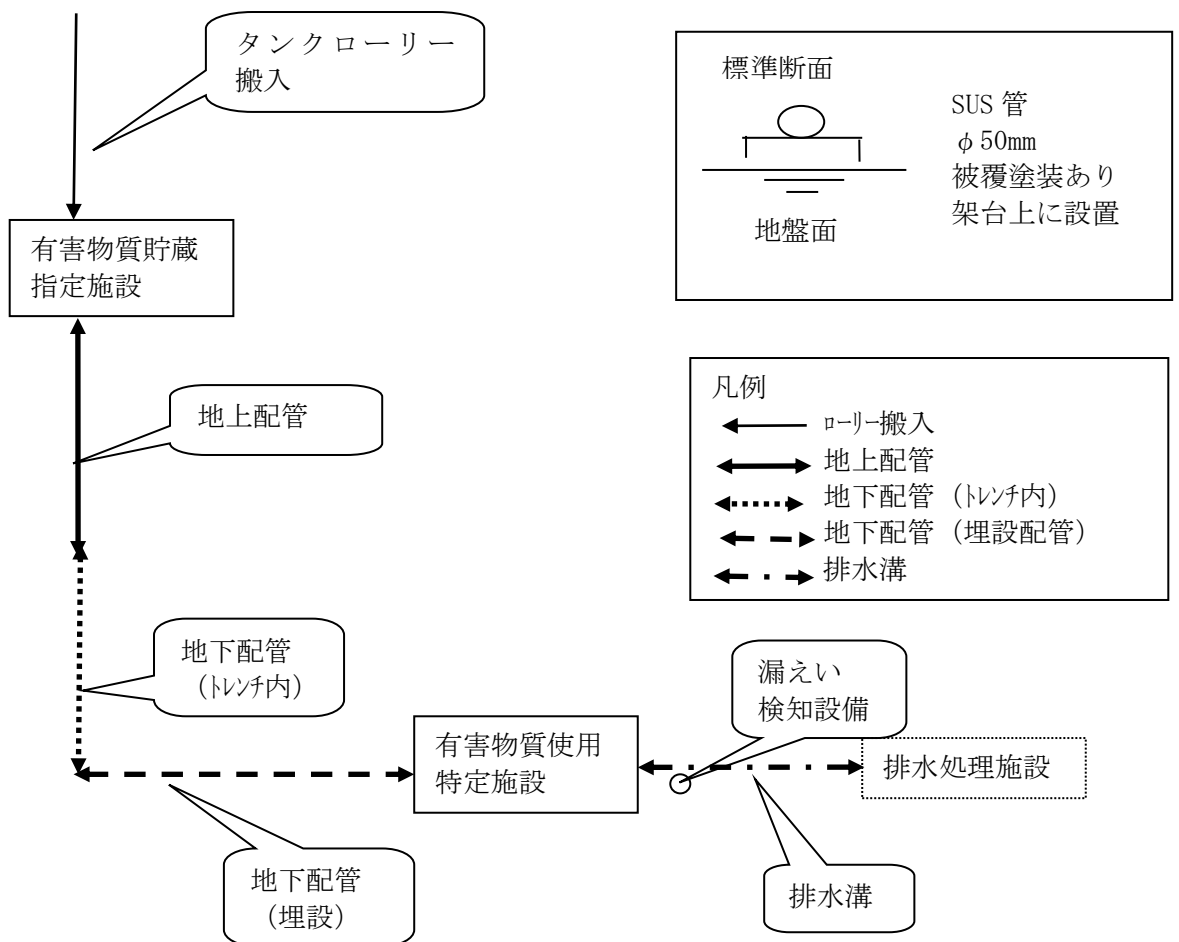 タンクローリー
搬入
標準断面
SUS 管
φ50mm
被覆塗装あり
架台上に設置
地盤面
有害物質貯蔵
指定施設
地上配管
凡例
ﾛｰﾘｰ搬入
地上配管
地下配管（ﾄﾚﾝﾁ内）
地下配管（埋設配管）
排水溝
地下配管
（ﾄﾚﾝﾁ内）
漏えい
検知設備
有害物質使用
特定施設
排水処理施設
地下配管
（埋設）
排水溝